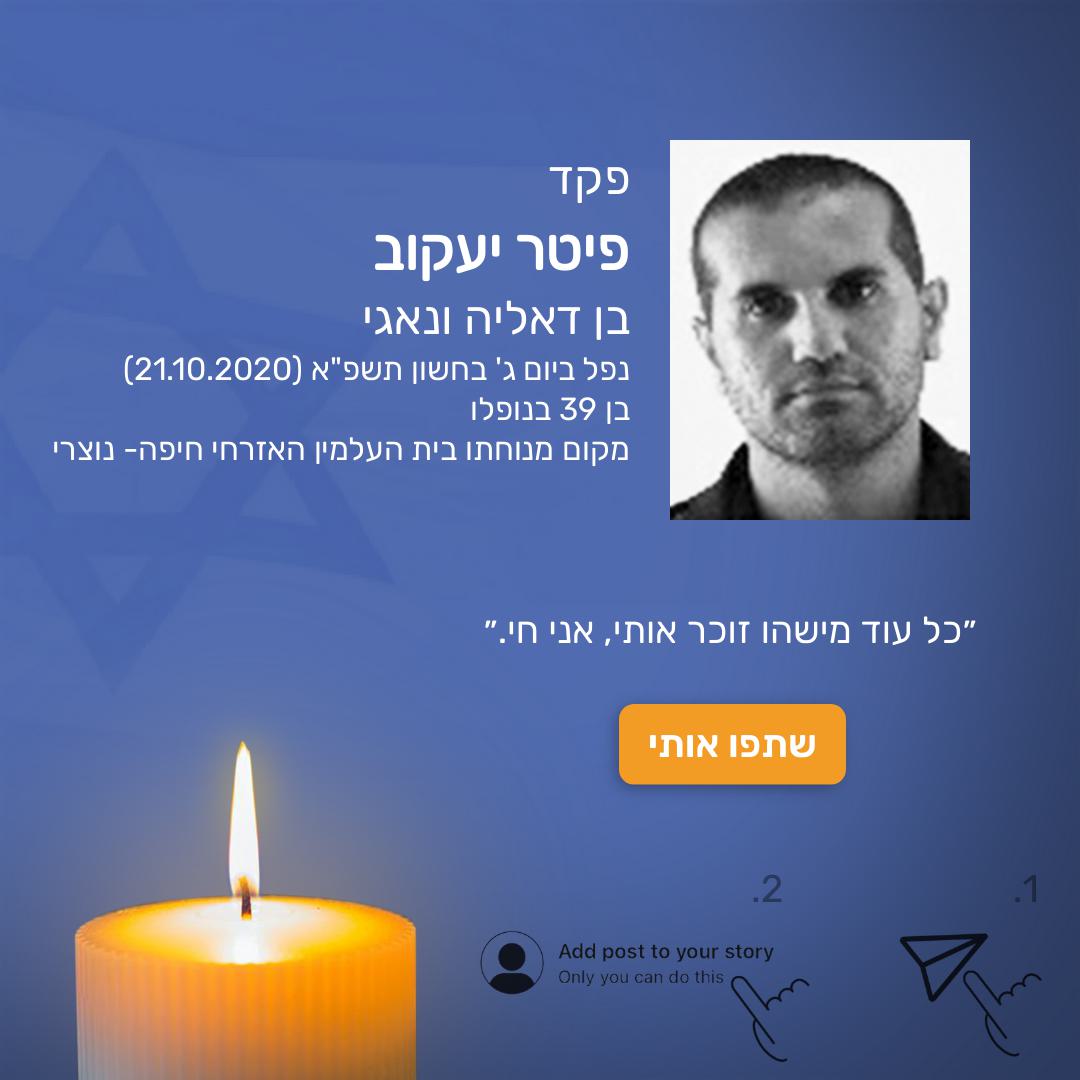 פקד
פיטר יעקוב
בן דאליה ונאגי
נפל ביום ג' בחשון תשפ"א (21.10.2020)
בן 39 בנופלו
מקום מנוחתו בית העלמין האזרחי חיפה- נוצרי
״כל עוד מישהו זוכר אותי, אני חי.״
שתפו אותי
.1
.2
Add post to your story
Only you can do this